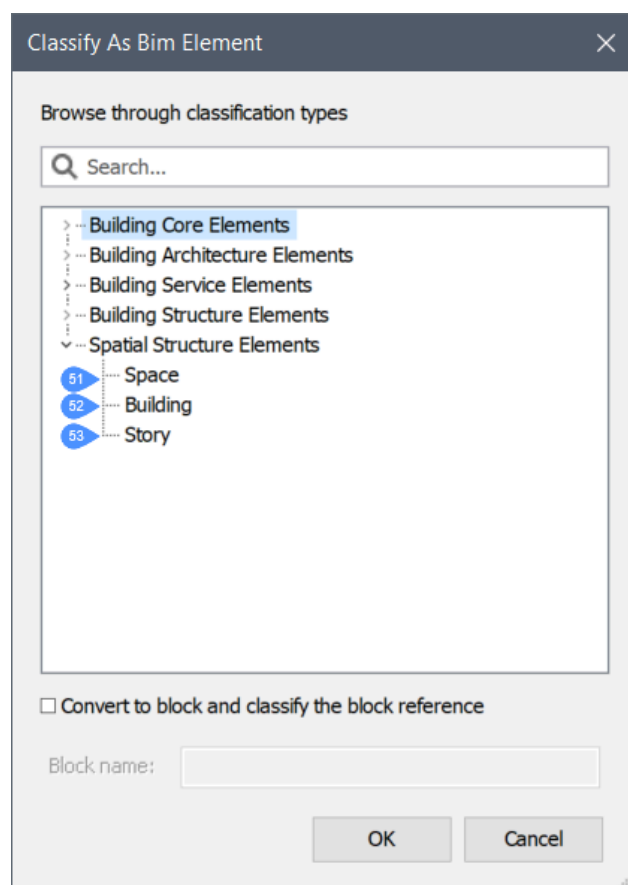 Classify As Bim Element
Browse through classification types
Search...
Building Core Elements
Building Architecture Elements
Building Service Elements
Building Structure Elements
Spatial Structure Elements
51 Space
52 Building
53 Story
Convert to block and classify the block reference
Block name:
OK Cancel